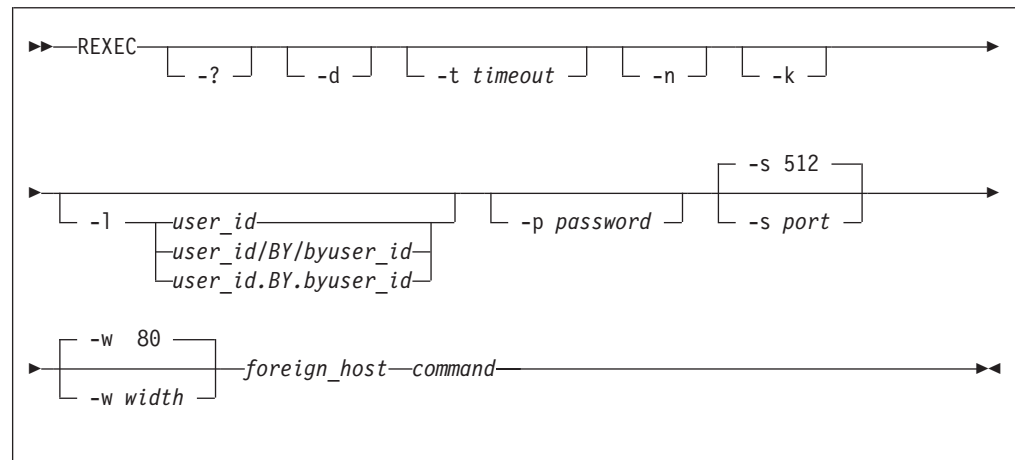 REXEC
-? -d -t timeout -n -k
-s 512
-l user_id -p password -s port
user_id/BY/byuser_id
user_id.BY.byuser_id
-w 80
foreign_host command
-w width